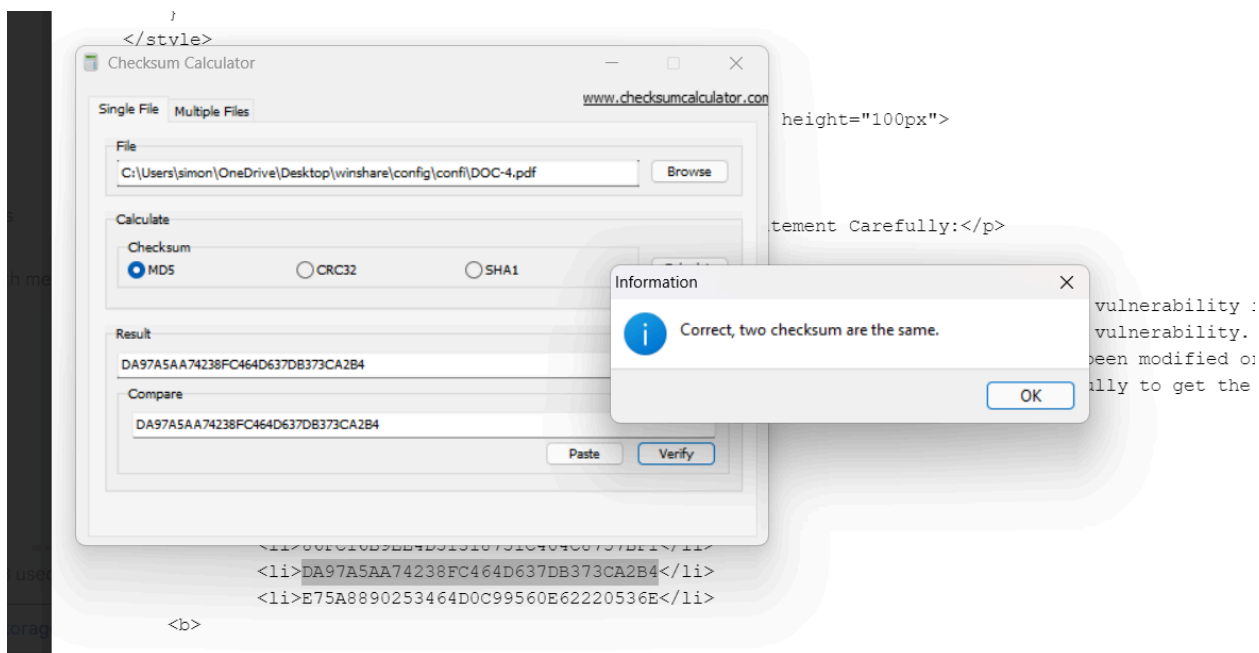 }
</style>
Checksum Calculator
www.checksumcalculator.com
Single File Multiple Files
height="100px">
File
C:\Users\simon\OneDrive\Desktop\winshare\config\confi\DOC-4.pdf Browse
Calculate
tement Carefully:</p>
Checksum
MD5 CRC32 SHA1
Information
vulnerability
Correct, two checksum are the same.
vulnerability.
Result
been modified or
DA97A5AA74238FC464D637DB373CA2B4
ully to get the
Compare
OK
DA97A5AA74238FC464D637DB373CA2B4
Paste Verify
<li>DA97A5AA74238FC464D637DB373CA2B4</li>
<li>E75A8890253464D0C99560E62220536E</li>
<b>